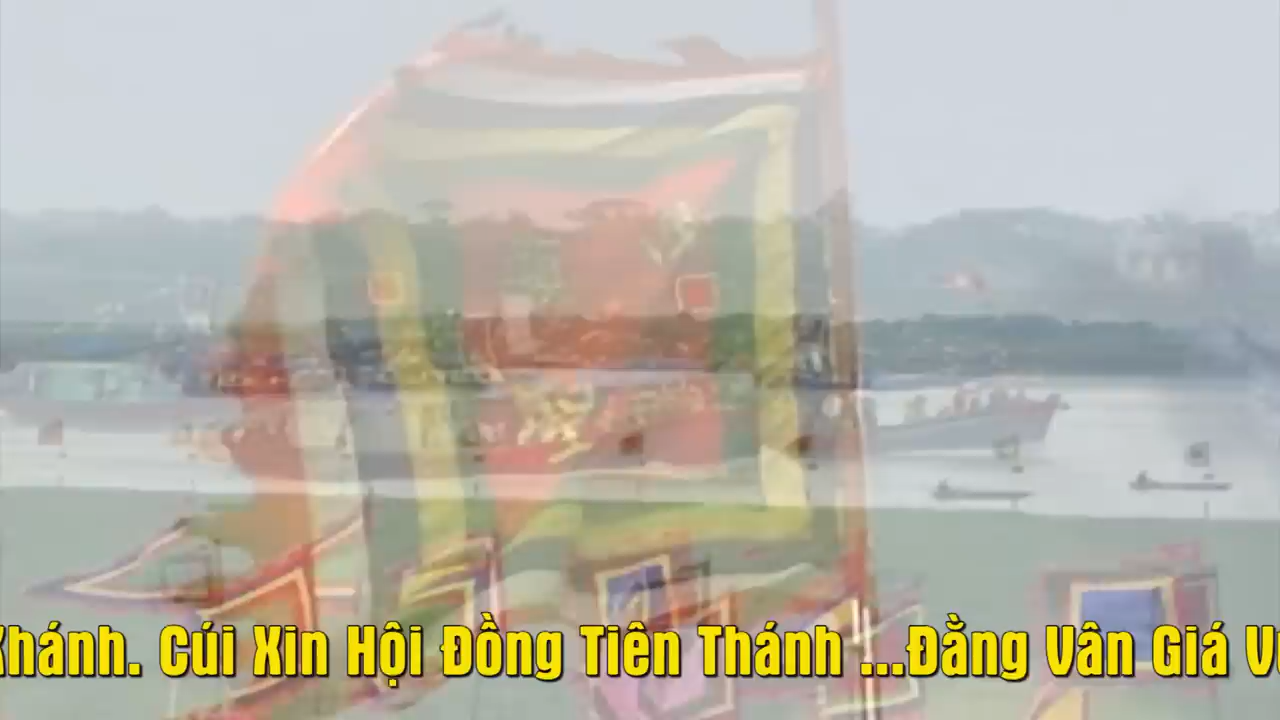 Khánh. Cúi Xin Hội Đồng Tiên Thánh ...Đằng Vân Giá